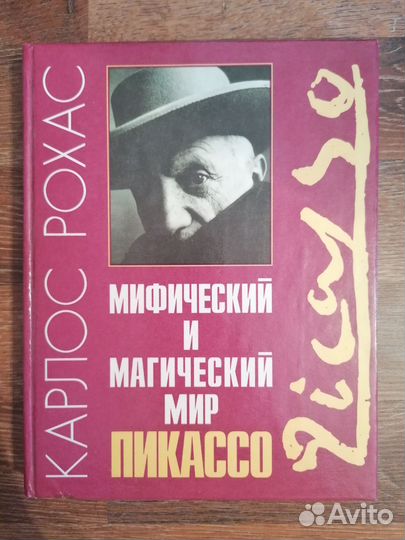 КАРЛОС РОХАС
МИФИЧЕСКИЙ
И
МАГИЧЕСКИЙ
МИР
ПИКАССО
Picasso
Avito